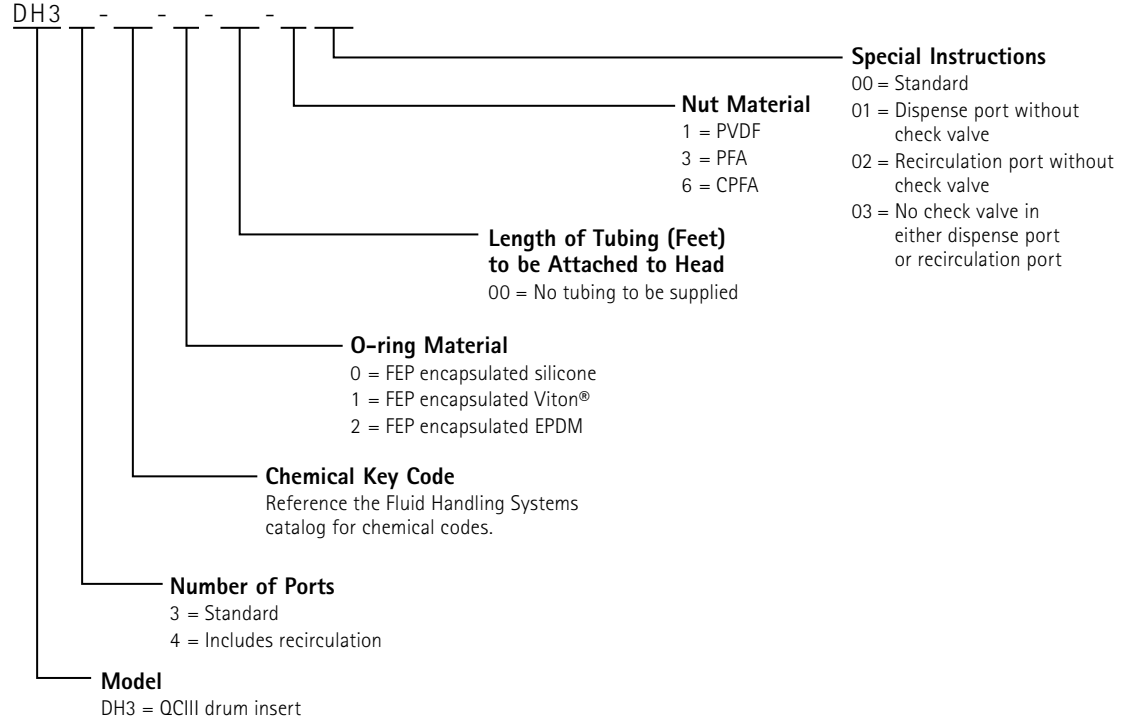 DH3 _ - _ - _ - _ - _ _
Special Instructions
00 = Standard
01 = Dispense port without
check valve
02 = Recirculation port without
check valve
03 = No check valve in
either dispense port
or recirculation port
Nut Material
1 = PVDF
3 = PFA
6 = CPFA
Length of Tubing (Feet)
to be Attached to Head
00 = No tubing to be supplied
O-ring Material
0 = FEP encapsulated silicone
1 = FEP encapsulated Viton®
2 = FEP encapsulated EPDM
Chemical Key Code
Reference the Fluid Handling Systems
catalog for chemical codes.
Number of Ports
3 = Standard
4 = Includes recirculation
Model
DH3 = QCIII drum insert